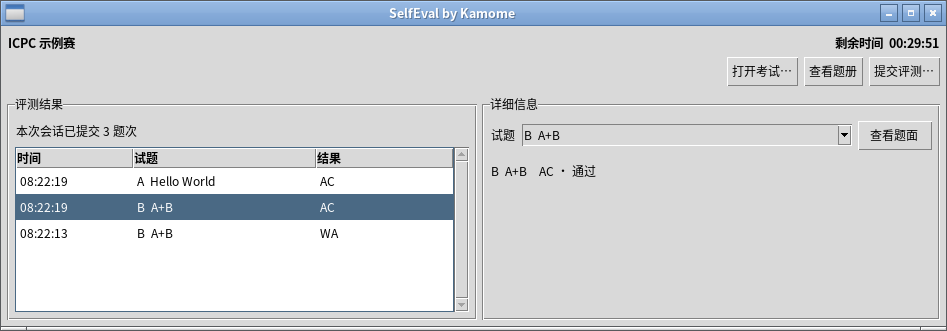 SelfEval by Kamome
ICPC 示例赛
剩余时间 00:29:51
打开考试… 查看题册 提交评测…
评测结果
本次会话已提交 3 题次
时间 试题 结果
08:22:19 A Hello World AC
08:22:19 B A+B AC
08:22:13 B A+B WA
详细信息
试题 B A+B 查看题面
B A+B AC · 通过